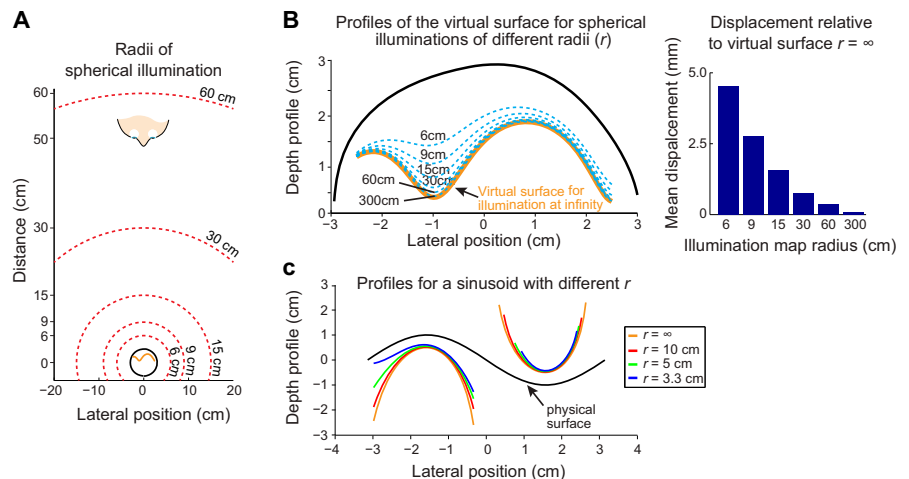 A
Radii of
spherical illumination
60 cm
60
50
30
15
9
6
0
30 cm
6 cm
9 cm
15 cm
Distance (cm)
−20 −10 0 10 20
Lateral position (cm)
B
Profiles of the virtual surface for spherical
illuminations of different radii (r)
3
2
1
1
0
Depth profile (cm)
6cm
9cm
15cm
30cm
60cm
300cm
Virtual surface for
illumination at infinity
−3 −2 −1 0 1 2 3
Lateral position (cm)
Displacement relative
to virtual surface r = ∞
5.0
0
Mean dispalcement (mm)
6 9 15 30 60 300
Illumination map radius (cm)
c
Profiles for a sinusoid with different r
3
2
1
0
−1
−2
−3
Depth profile (cm)
physical
surface
−4 −3 −2 −1 0 1 2 3 4
Lateral position (cm)
r = ∞
r = 10 cm
r = 5 cm
r = 3.3 cm